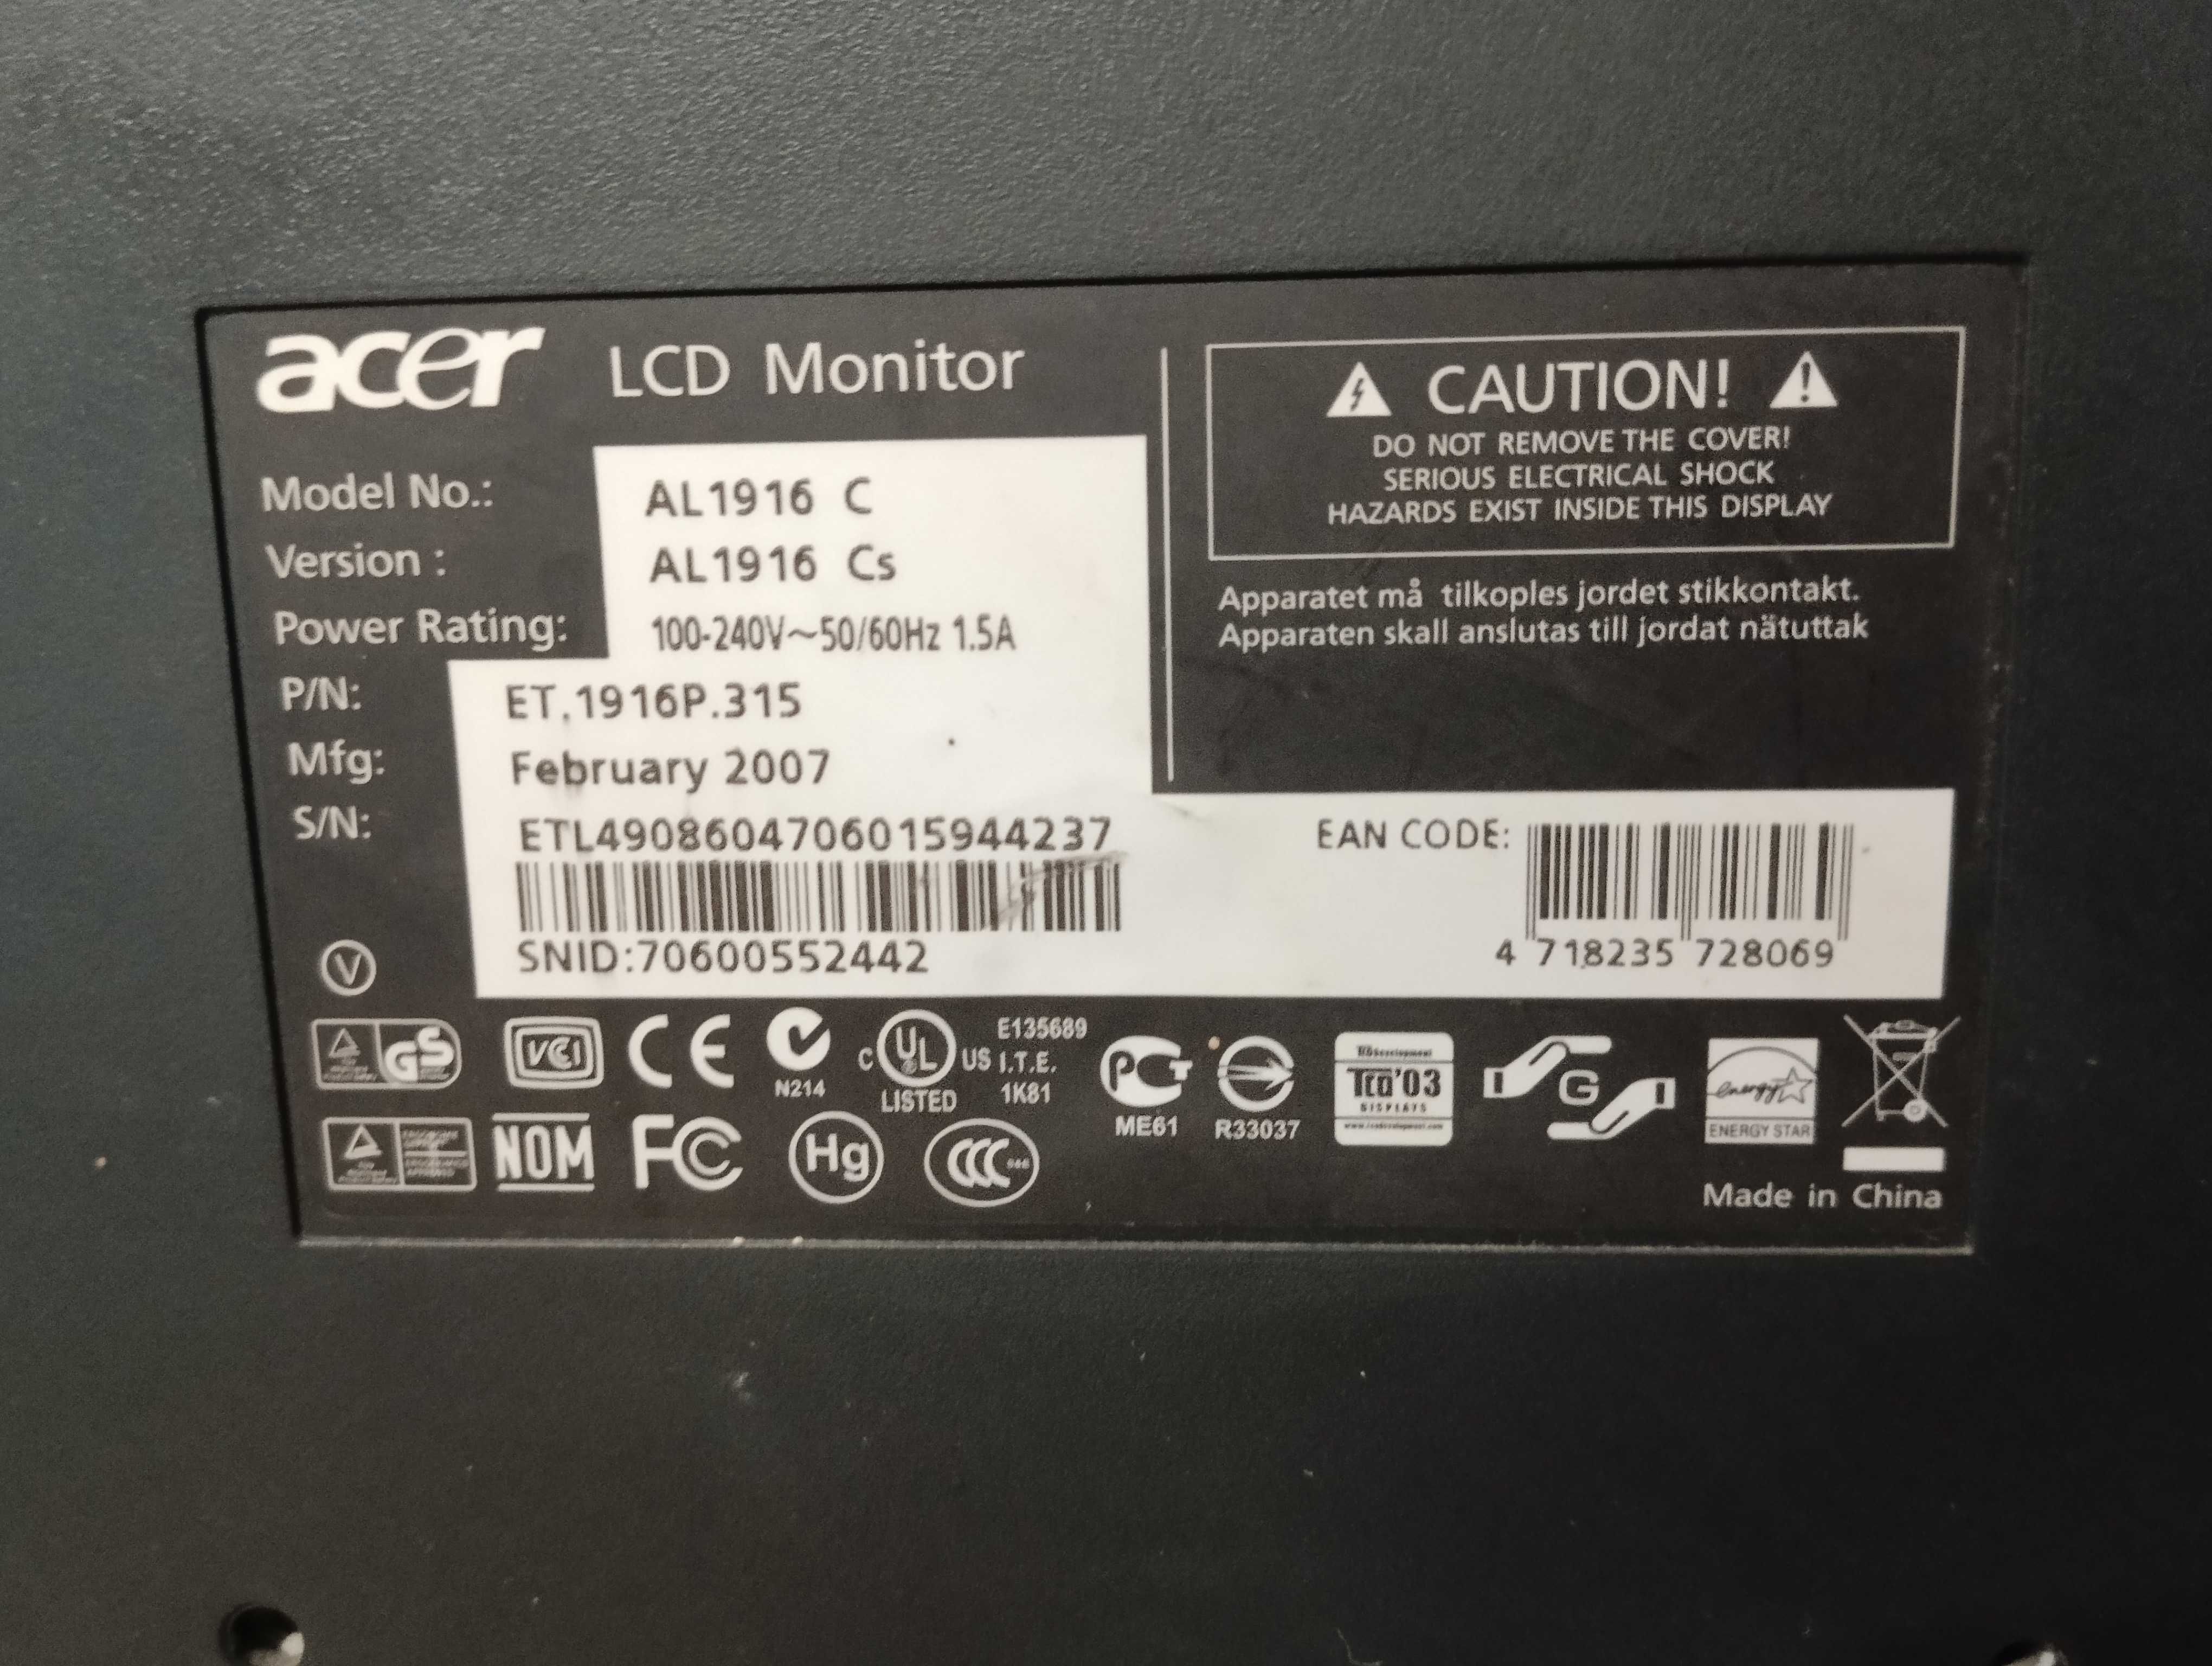 acer LCD Monitor
Model No.: AL1916 C
Version : AL1916 Cs
Power Rating: 100-240V~50/60Hz 1.5A
P/N: ET.1916P.315
Mfg: February 2007
S/N: ETL4908604706015944237
SNID:70600552442
CAUTION!
DO NOT REMOVE THE COVER!
SERIOUS ELECTRICAL SHOCK
HAZARDS EXIST INSIDE THIS DISPLAY
Apparatet må tilkoples jordet stikkontakt.
Apparaten skall anslutas till jordat nätuttak
EAN CODE:
4 718235 728069
V
GS
VCI
CE
N214
C UL US
LISTED
E135689
I.T.E.
1K81
PCT
ME61
R33037
TCO'03
DISPLAYS
G
energy
ENERGY STAR
NOM
FC
Hg
CCC
Made in China